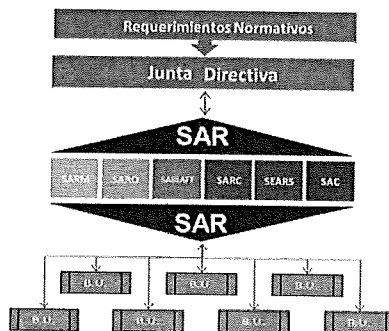 Requerimientos Normativos
Junta Directiva
SAR
SARM SARO SARLAFT SARC SEARS SAC
SAR
B.U. B.U. B.U.
B.U. B.U. B.U. B.U.